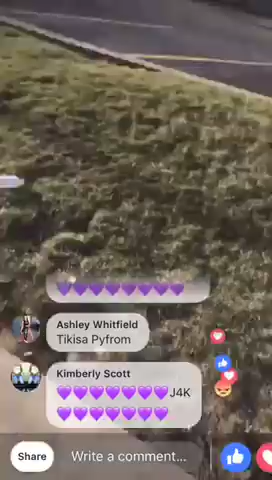 💜💜💜💜💜💜💜💜
Ashley Whitfield
Tikisa Pyfrom
Kimberly Scott
💜💜💜💜💜💜💜J4K
💜💜💜💜💜💜💜
Share
Write a comment...